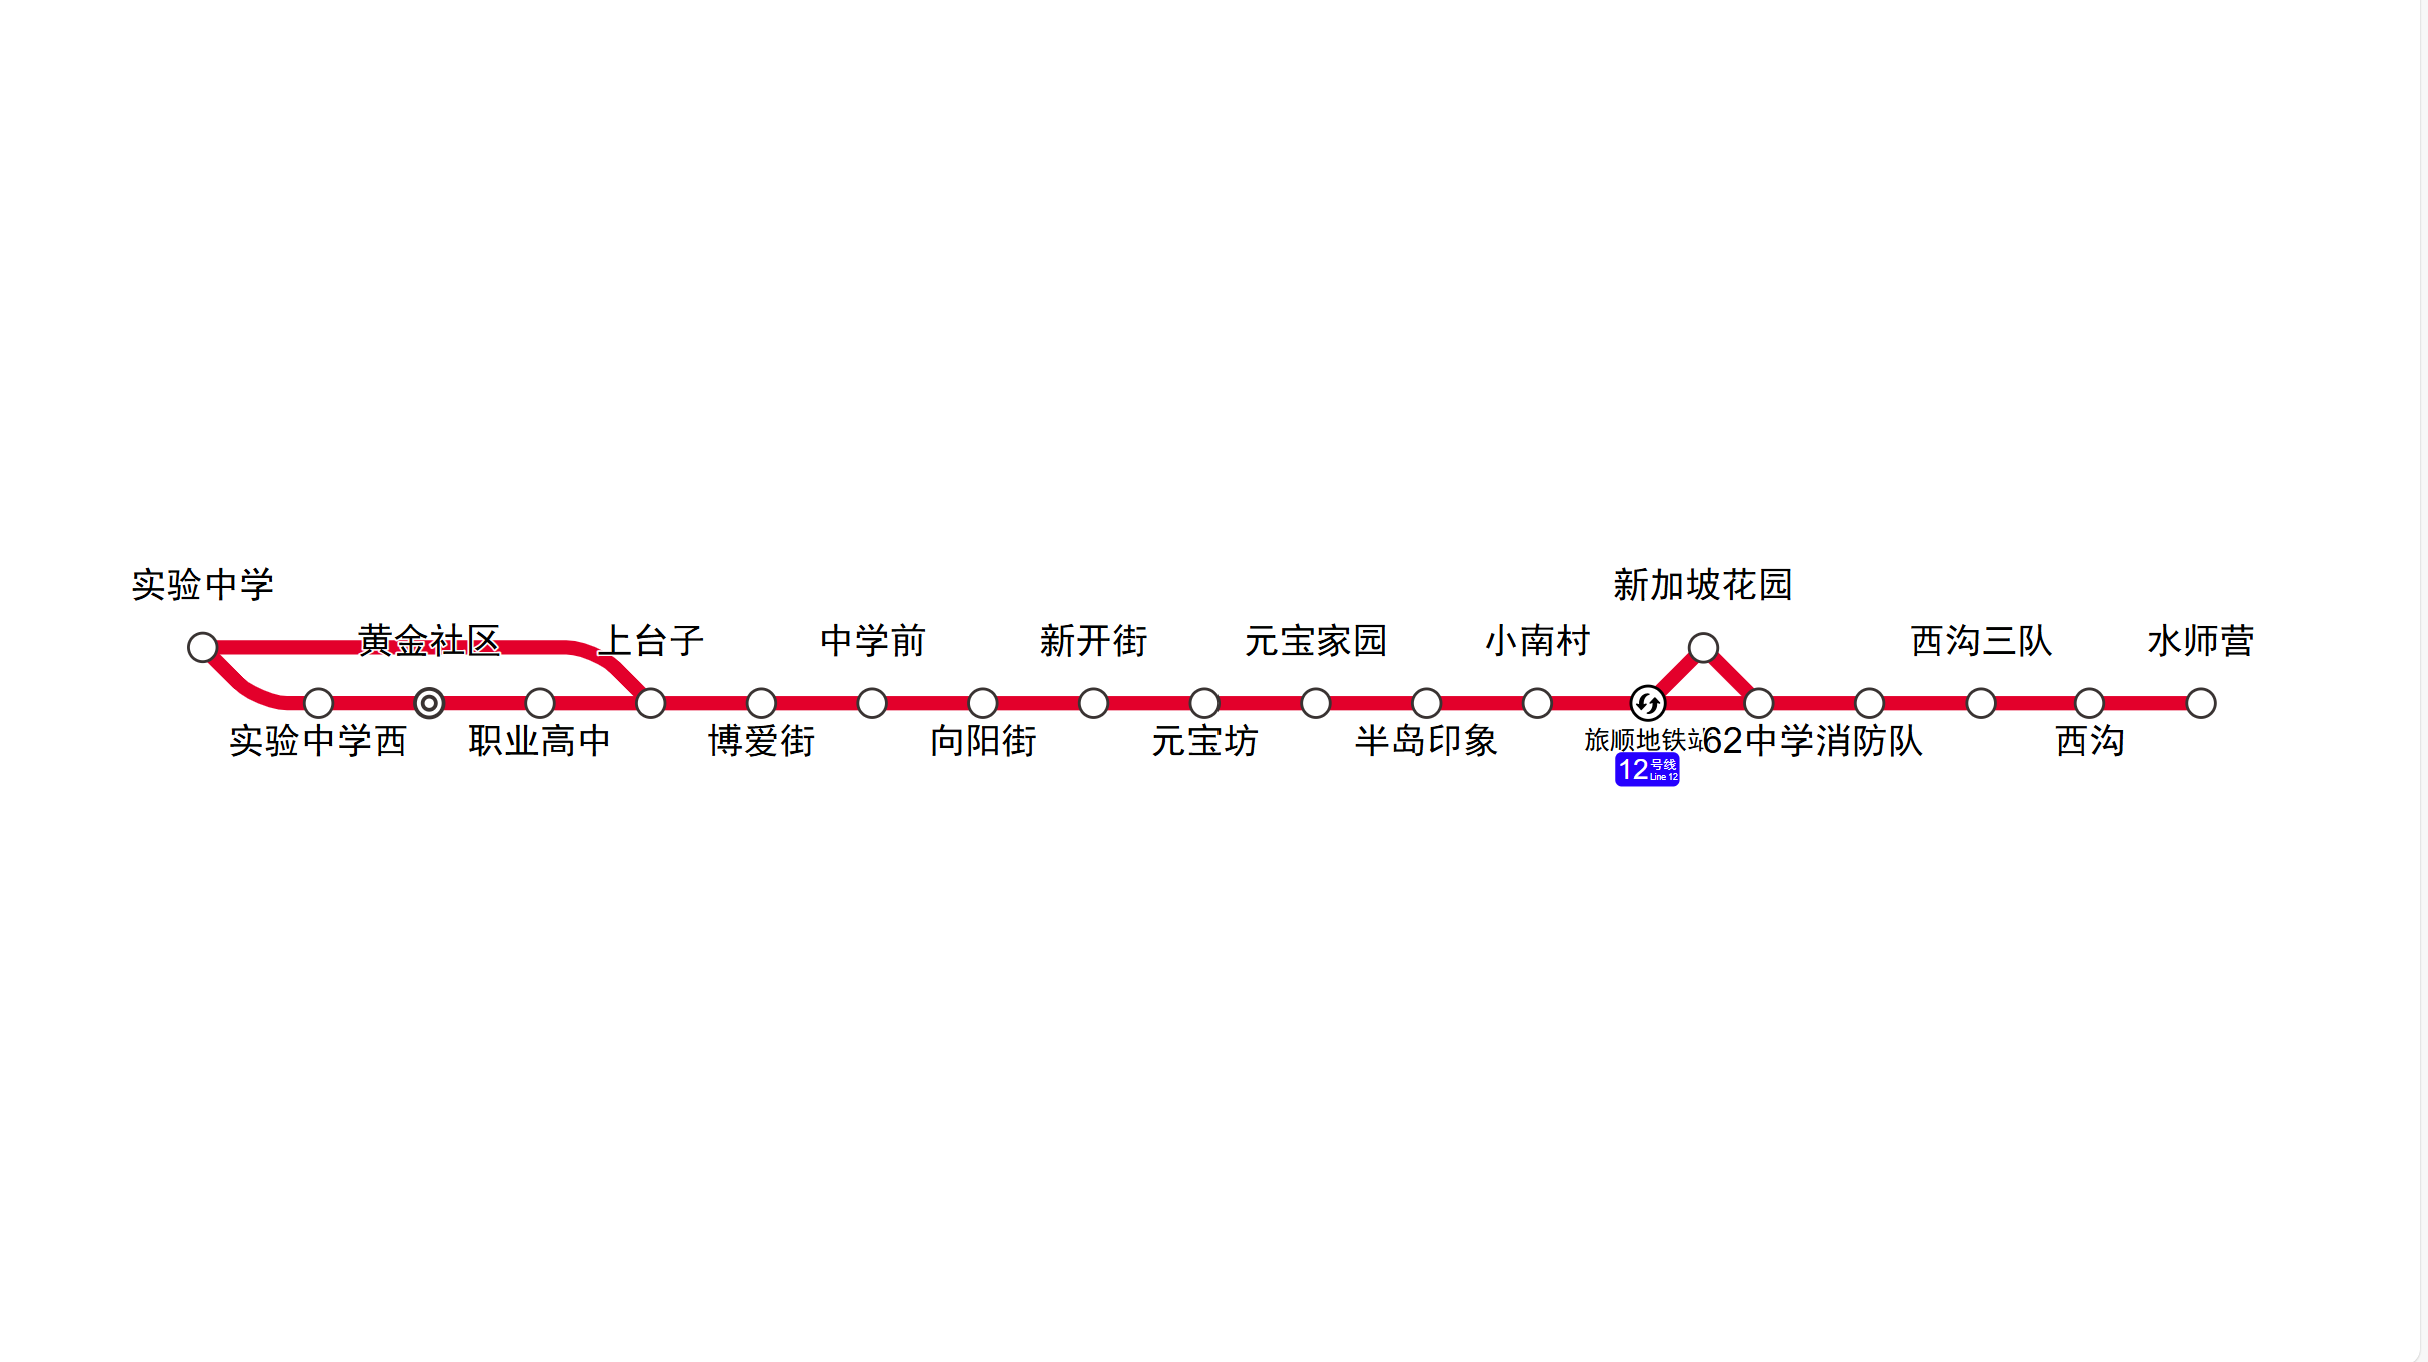 实验中学
新加坡花园
黄金社区
上台子
中学前
新开街
元宝家园
小南村
西沟三队
水师营
实验中学西
职业高中
博爱街
向阳街
元宝坊
半岛印象
旅顺地铁站
62中学
消防队
西沟
12号线
Line 12